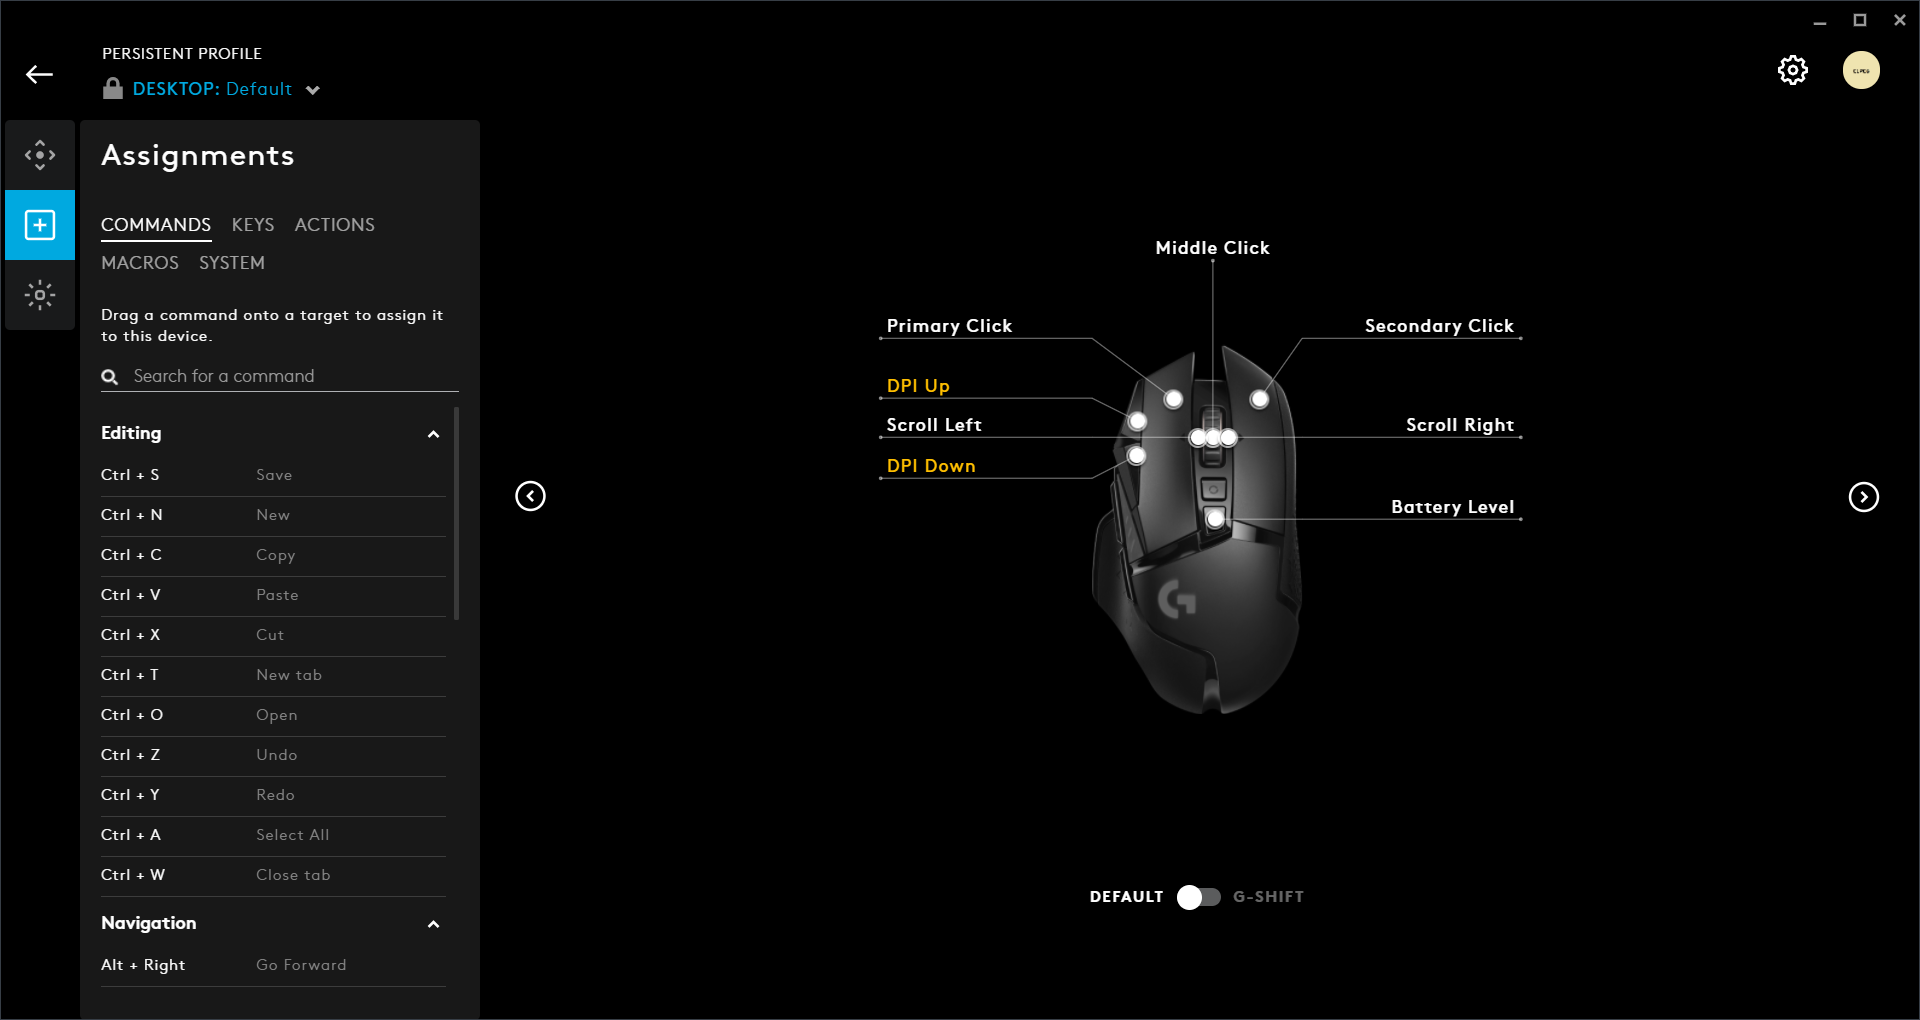 PERSISTENT PROFILE
DESKTOP: Default
Assignments
COMMANDS KEYS ACTIONS
MACROS SYSTEM
Drag a command onto a target to assign it
to this device.
Search for a command
Editing
Ctrl + S Save
Ctrl + N New
Ctrl + C Copy
Ctrl + V Paste
Ctrl + X Cut
Ctrl + T New tab
Ctrl + O Open
Ctrl + Z Undo
Ctrl + Y Redo
Ctrl + A Select All
Ctrl + W Close tab
Navigation
Alt + Right Go Forward
Middle Click
Primary Click
Secondary Click
DPI Up
Scroll Left
Scroll Right
DPI Down
Battery Level
DEFAULT G-SHIFT